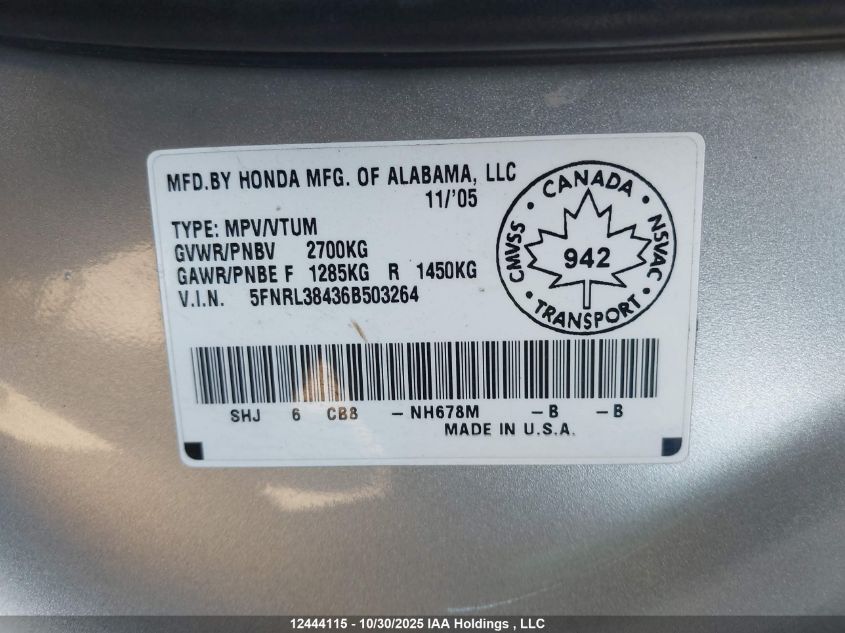 MFD.BY HONDA MFG. OF ALABAMA, LLC
11/'05
TYPE: MPV/VTUM
GVWR/PNBV 2700KG
GAWR/PNBE F 1285KG R 1450KG
V.I.N. 5FNRL38436B503264
CANADA
CMVSS
942
NSVAC
TRANSPORT
SHJ 6 CB8 -NH678M -B -B
MADE IN U.S.A.
12444115 - 10/30/2025 IAA Holdings , LLC